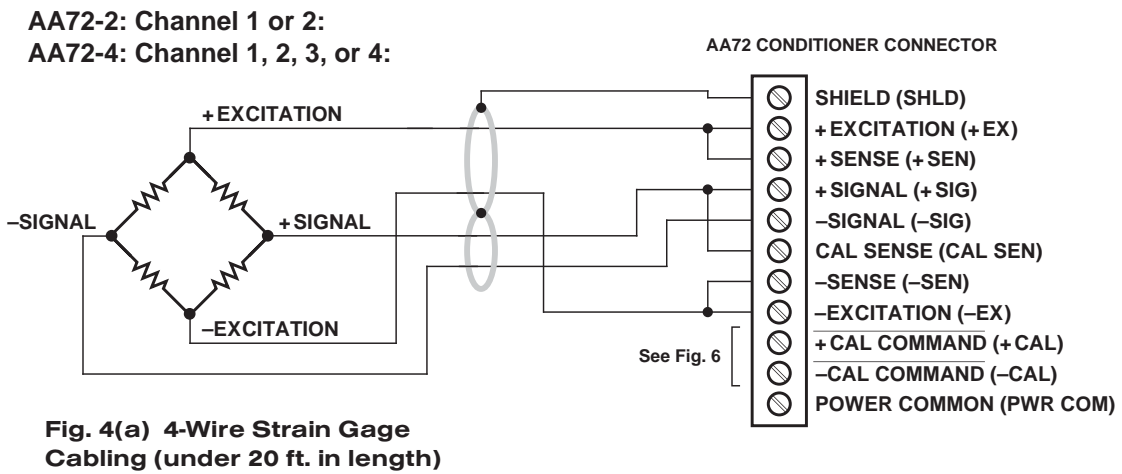 AA72-2: Channel 1 or 2:
AA72-4: Channel 1, 2, 3, or 4:
AA72 CONDITIONER CONNECTOR
+EXCITATION
–SIGNAL
+SIGNAL
–EXCITATION
SHIELD (SHLD)
+EXCITATION (+EX)
+SENSE (+SEN)
+SIGNAL (+SIG)
–SIGNAL (–SIG)
CAL SENSE (CAL SEN)
–SENSE (–SEN)
–EXCITATION (–EX)
+CAL COMMAND (+CAL)
–CAL COMMAND (–CAL)
POWER COMMON (PWR COM)
See Fig. 6
Fig. 4(a) 4-Wire Strain Gage
Cabling (under 20 ft. in length)